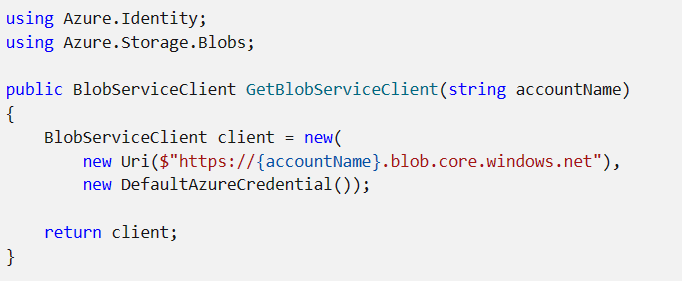 using Azure.Identity;
using Azure.Storage.Blobs;

public BlobServiceClient GetBlobServiceClient(string accountName)
{
    BlobServiceClient client = new(
        new Uri($"https://{accountName}.blob.core.windows.net"),
        new DefaultAzureCredential());

    return client;
}